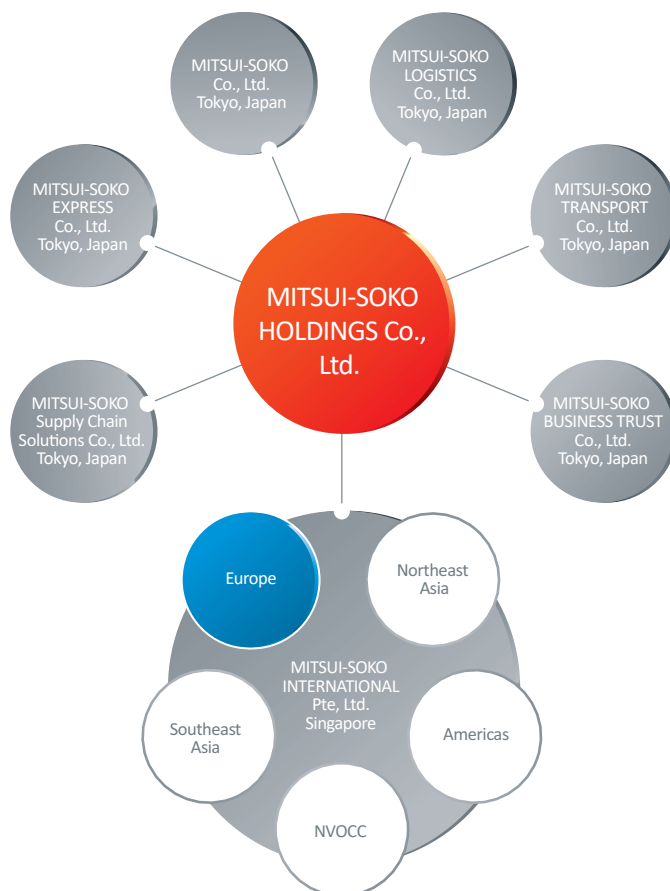 MITSUI-SOKO
Co., Ltd.
Tokyo, Japan
MITSUI-SOKO
LOGISTICS
Co., Ltd.
Tokyo, Japan
MITSUI-SOKO
EXPRESS
Co., Ltd.
Tokyo, Japan
MITSUI-SOKO
TRANSPORT
Co., Ltd.
Tokyo, Japan
MITSUI-SOKO
HOLDINGS Co.,
Ltd.
MITSUI-SOKO
Supply Chain
Solutions Co., Ltd.
Tokyo, Japan
MITSUI-SOKO
BUSINESS TRUST
Co., Ltd.
Tokyo, Japan
Europe
Northeast
Asia
MITSUI-SOKO
INTERNATIONAL
Pte, Ltd.
Singapore
Southeast
Asia
Americas
NVOCC